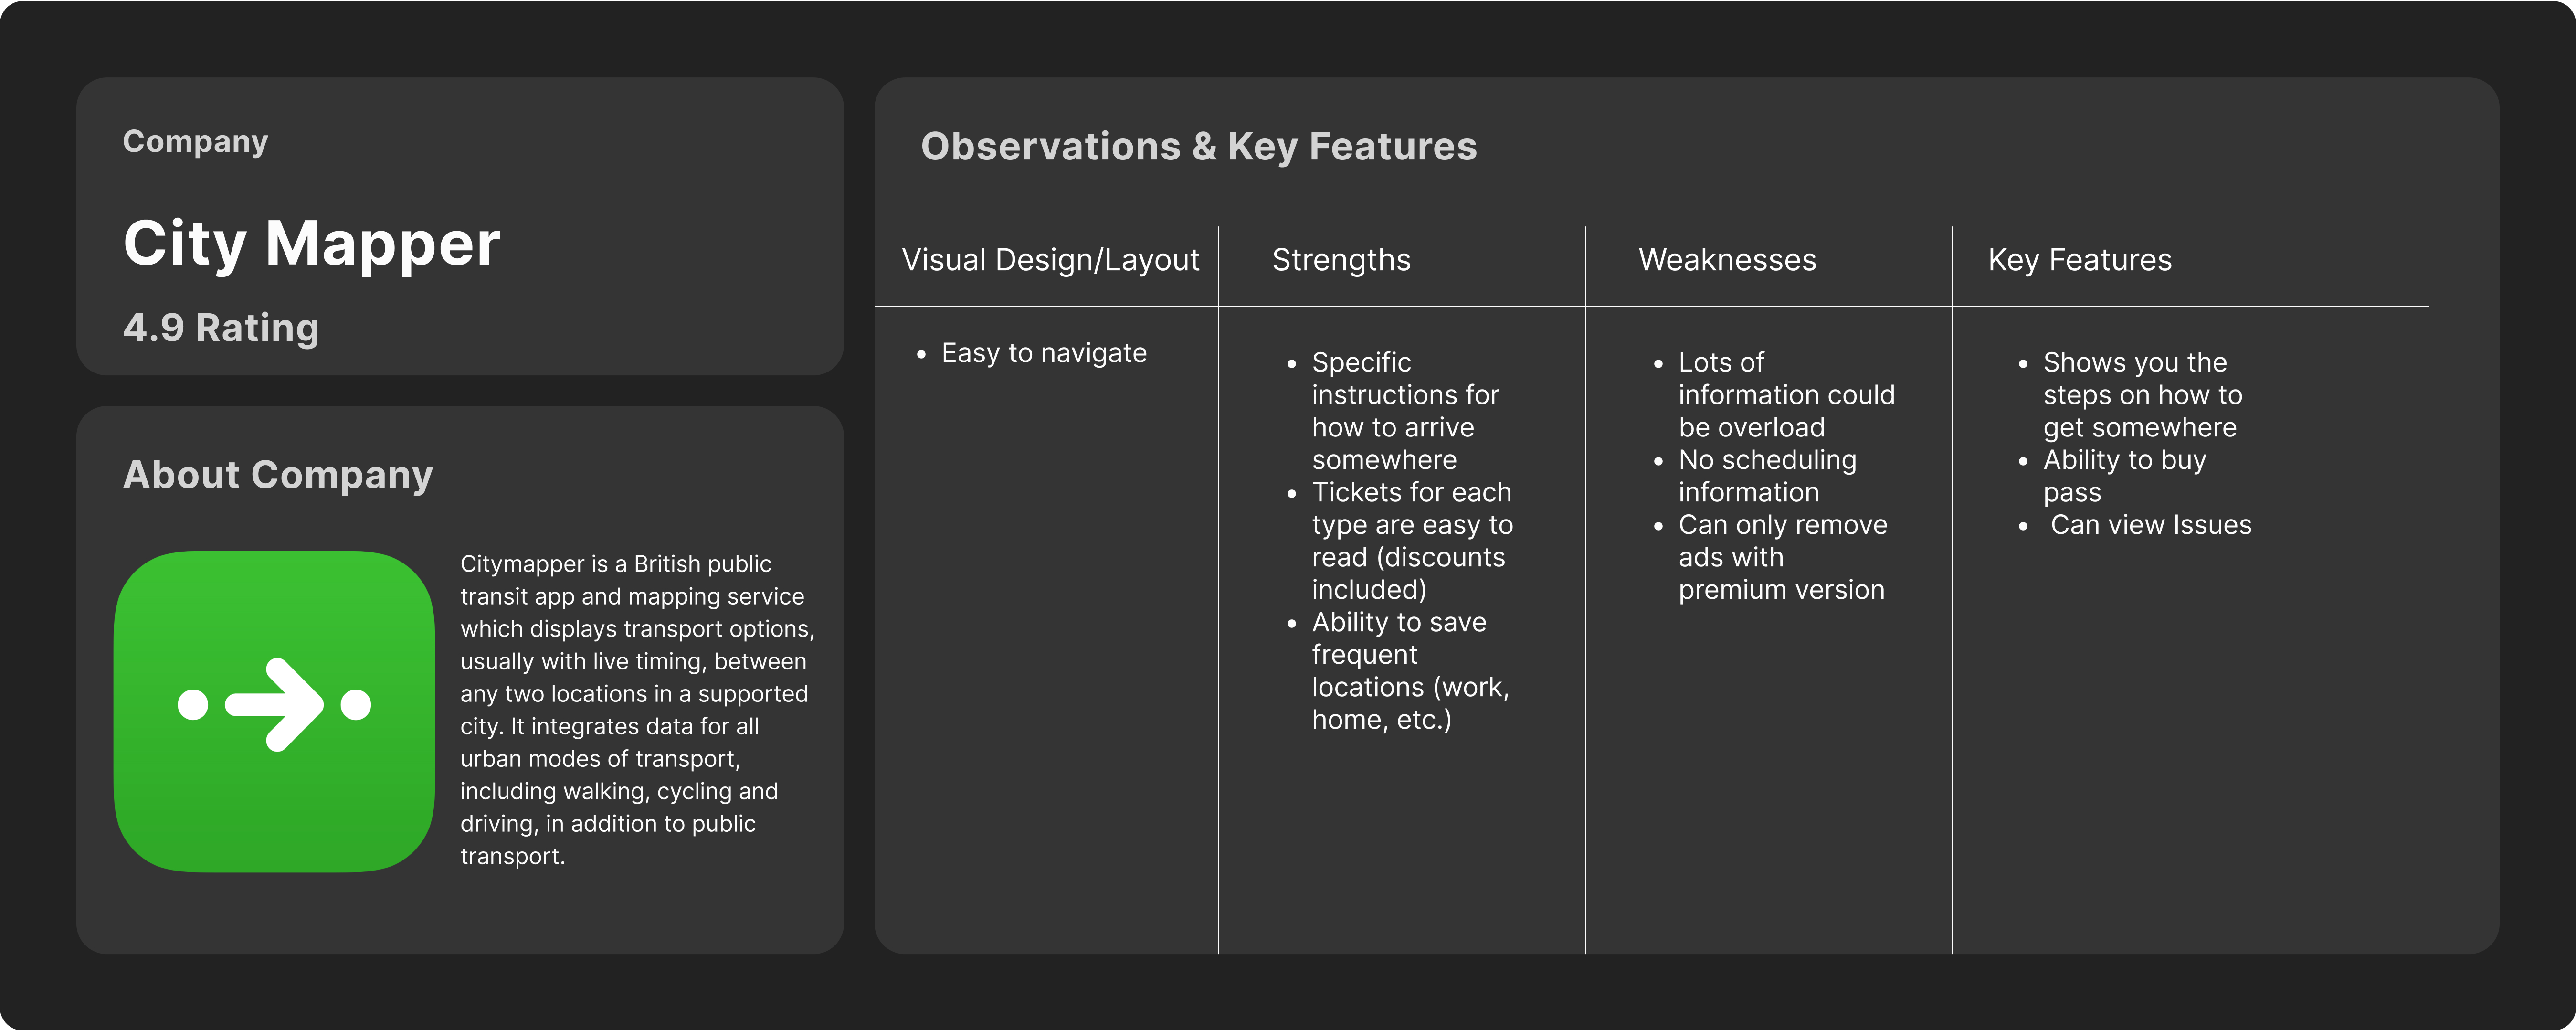 Company
City Mapper
4.9 Rating
About Company
Citymapper is a British public
transit app and mapping service
which displays transport options,
usually with live timing, between
any two locations in a supported
city. It integrates data for all
urban modes of transport,
including walking, cycling and
driving, in addition to public
transport.
Observations & Key Features
Visual Design/Layout
• Easy to navigate
Strengths
• Specific
instructions for
how to arrive
somewhere
• Tickets for each
type are easy to
read (discounts
included)
• Ability to save
frequent
locations (work,
home, etc.)
Weaknesses
• Lots of
information could
be overload
• No scheduling
information
• Can only remove
ads with
premium version
Key Features
• Shows you the
steps on how to
get somewhere
• Ability to buy
pass
• Can view Issues